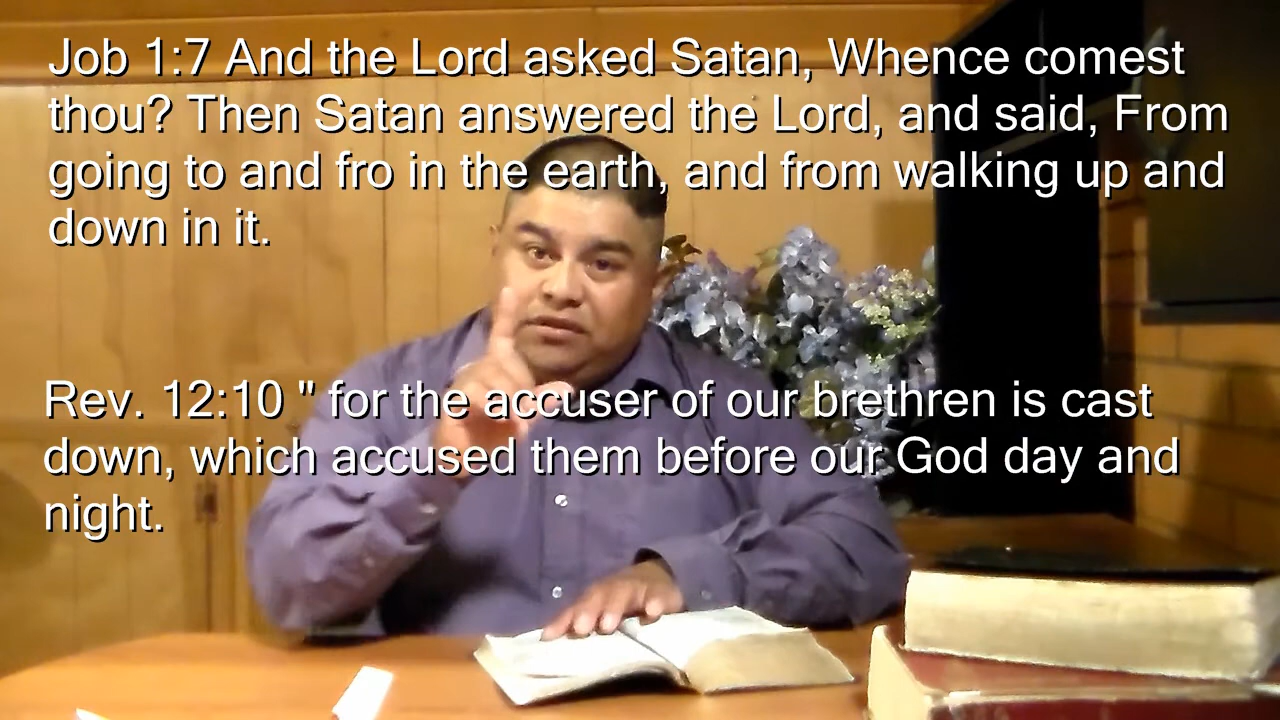 Job 1:7 And the Lord asked Satan, Whence comest
thou? Then Satan answered the Lord, and said, From
going to and fro in the earth, and from walking up and
down in it.
Rev. 12:10 " for the accuser of our brethren is cast
down, which accused them before our God day and
night.